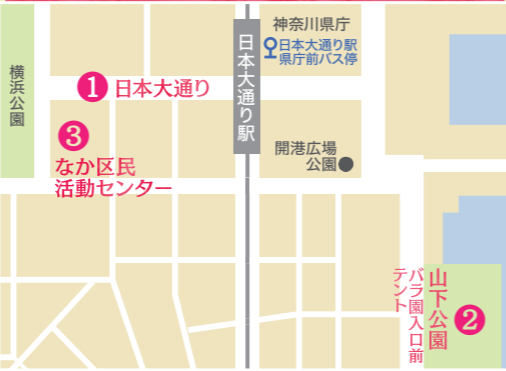 神奈川県庁
日本大通り駅
県庁前バス停
日本大通り駅
横浜公園
1 日本大通り
3
なか区民
活動センター
開港広場
公園
山下公園
バラ園入口前
テント
2